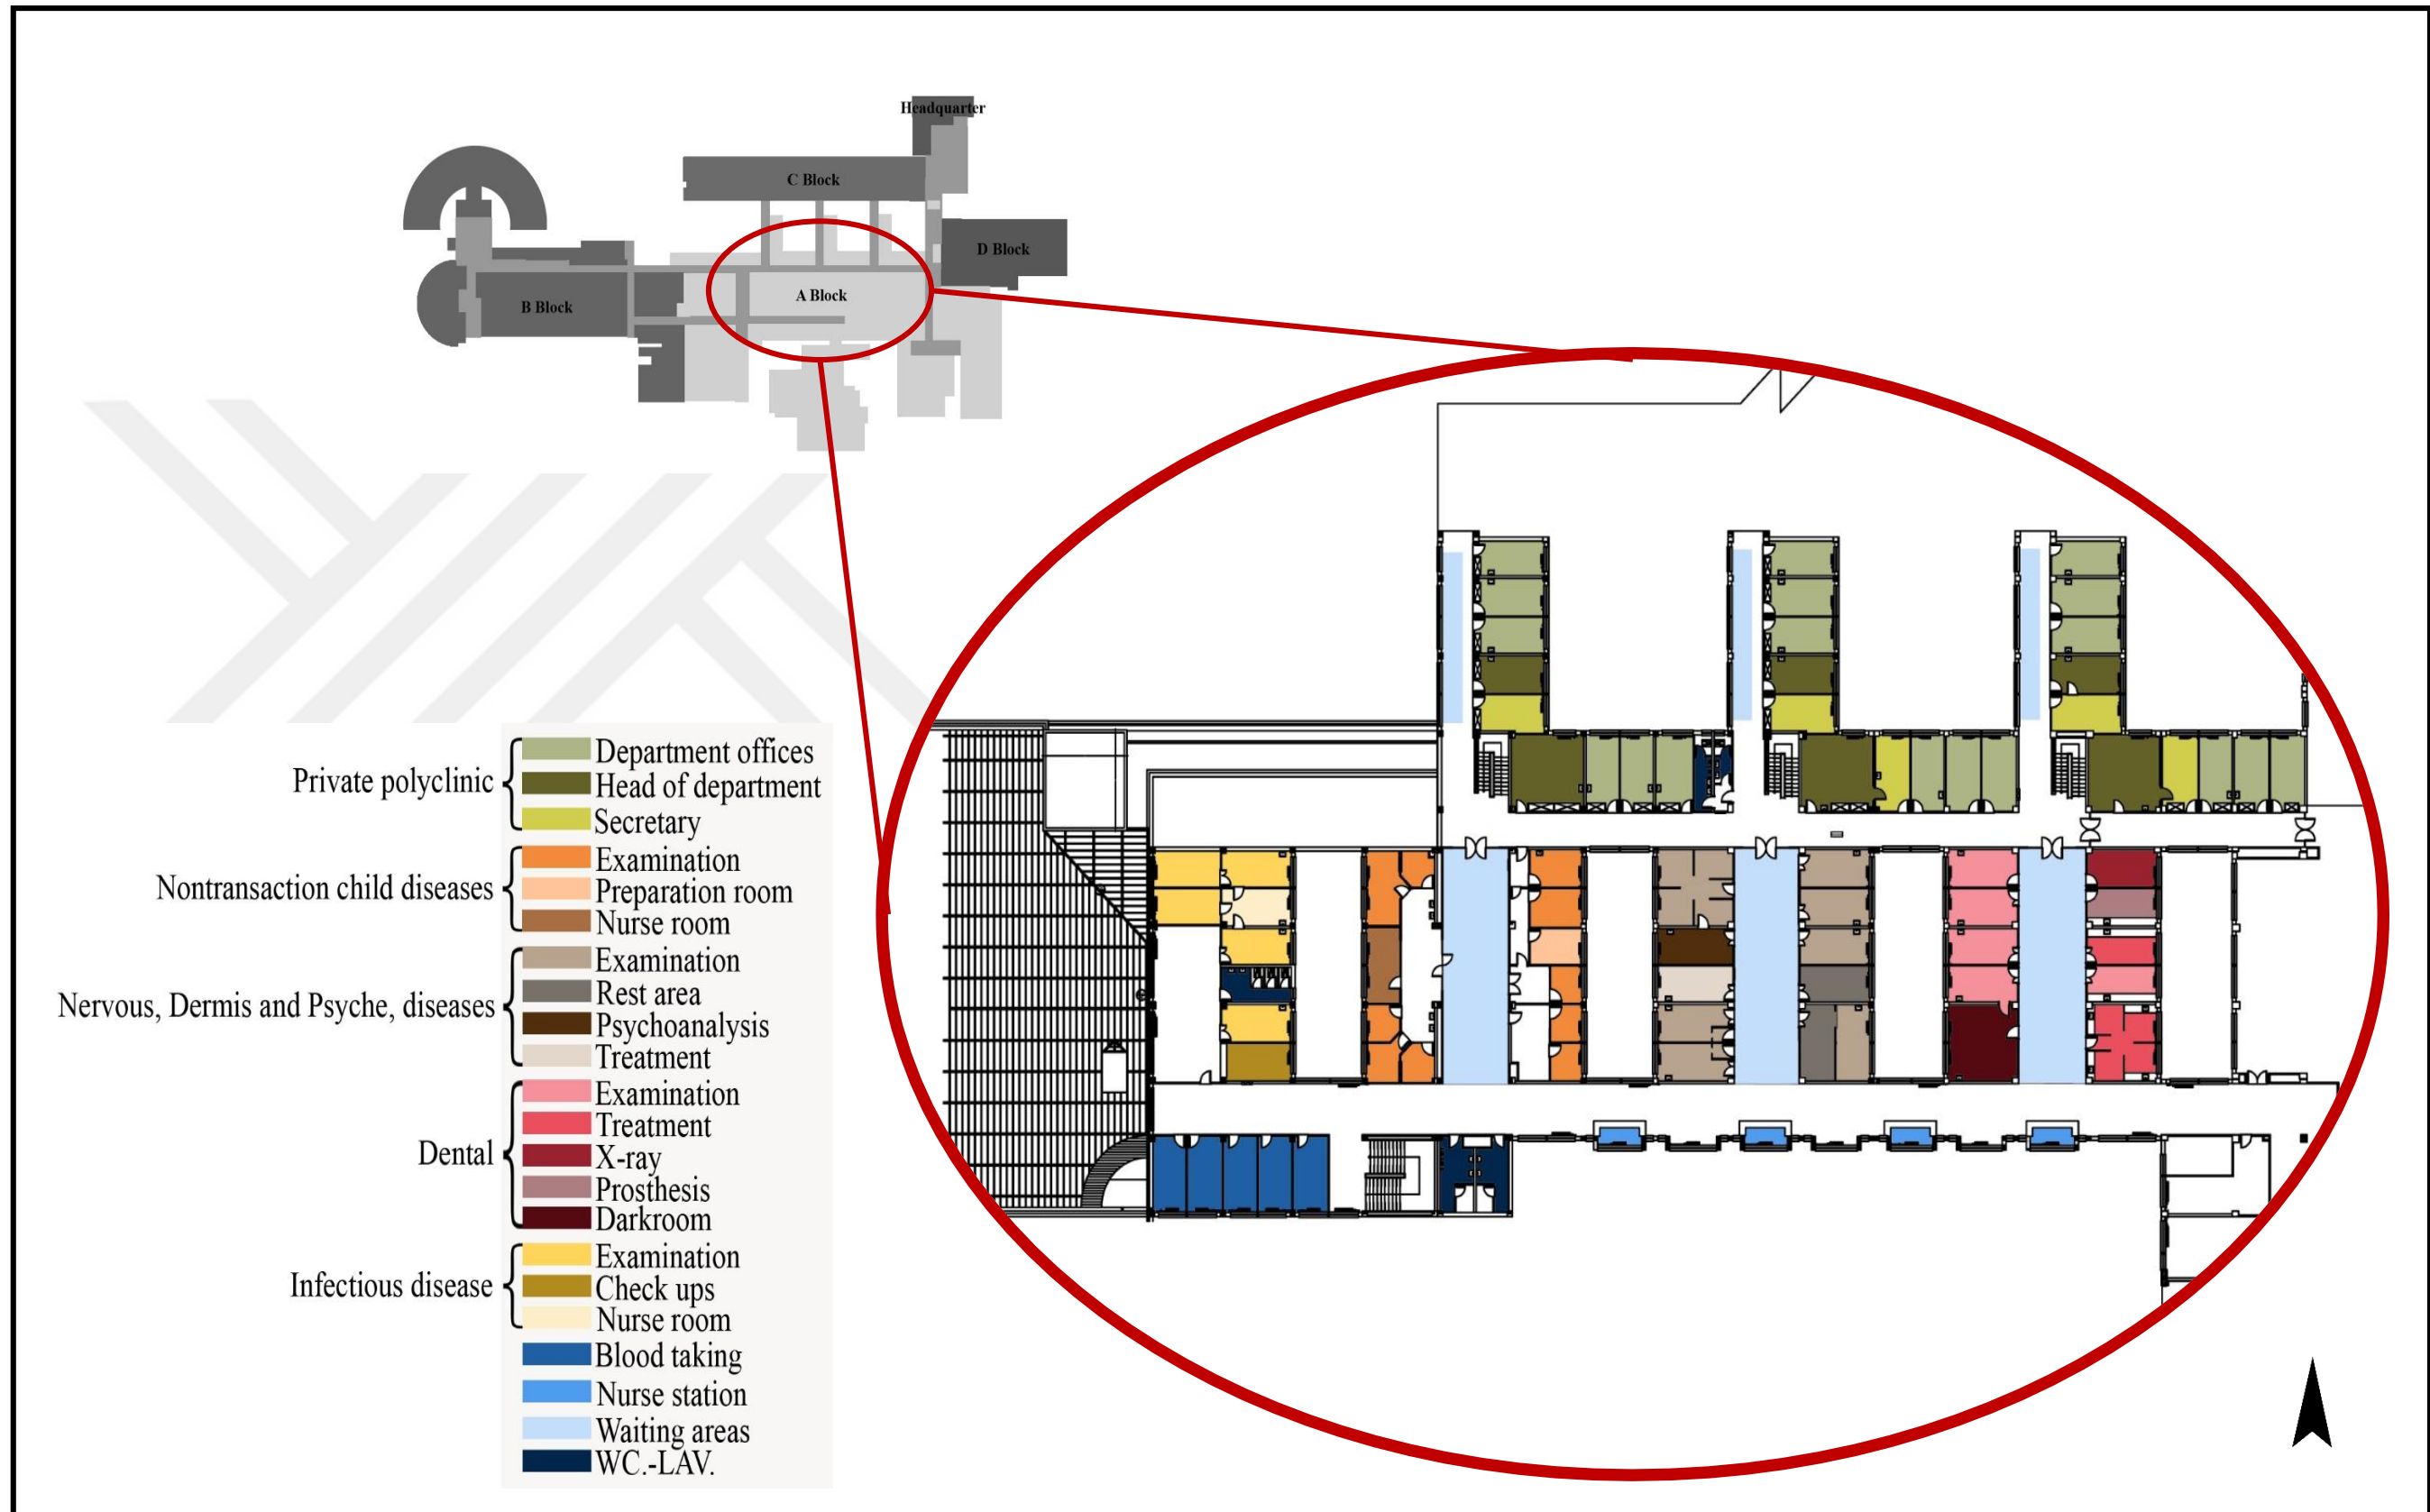 Headquarter
C Block
D Block
A Block
B Block
Private polyclinic
Department offices
Head of department
Secretary
Nontransaction child diseases
Examination
Preparation room
Nurse room
Nervous, Dermis and Psyche, diseases
Examination
Rest area
Psychoanalysis
Treatment
Dental
Examination
Treatment
X-ray
Prosthesis
Darkroom
Infectious disease
Examination
Check ups
Nurse room
Blood taking
Nurse station
Waiting areas
WC.-LAV.